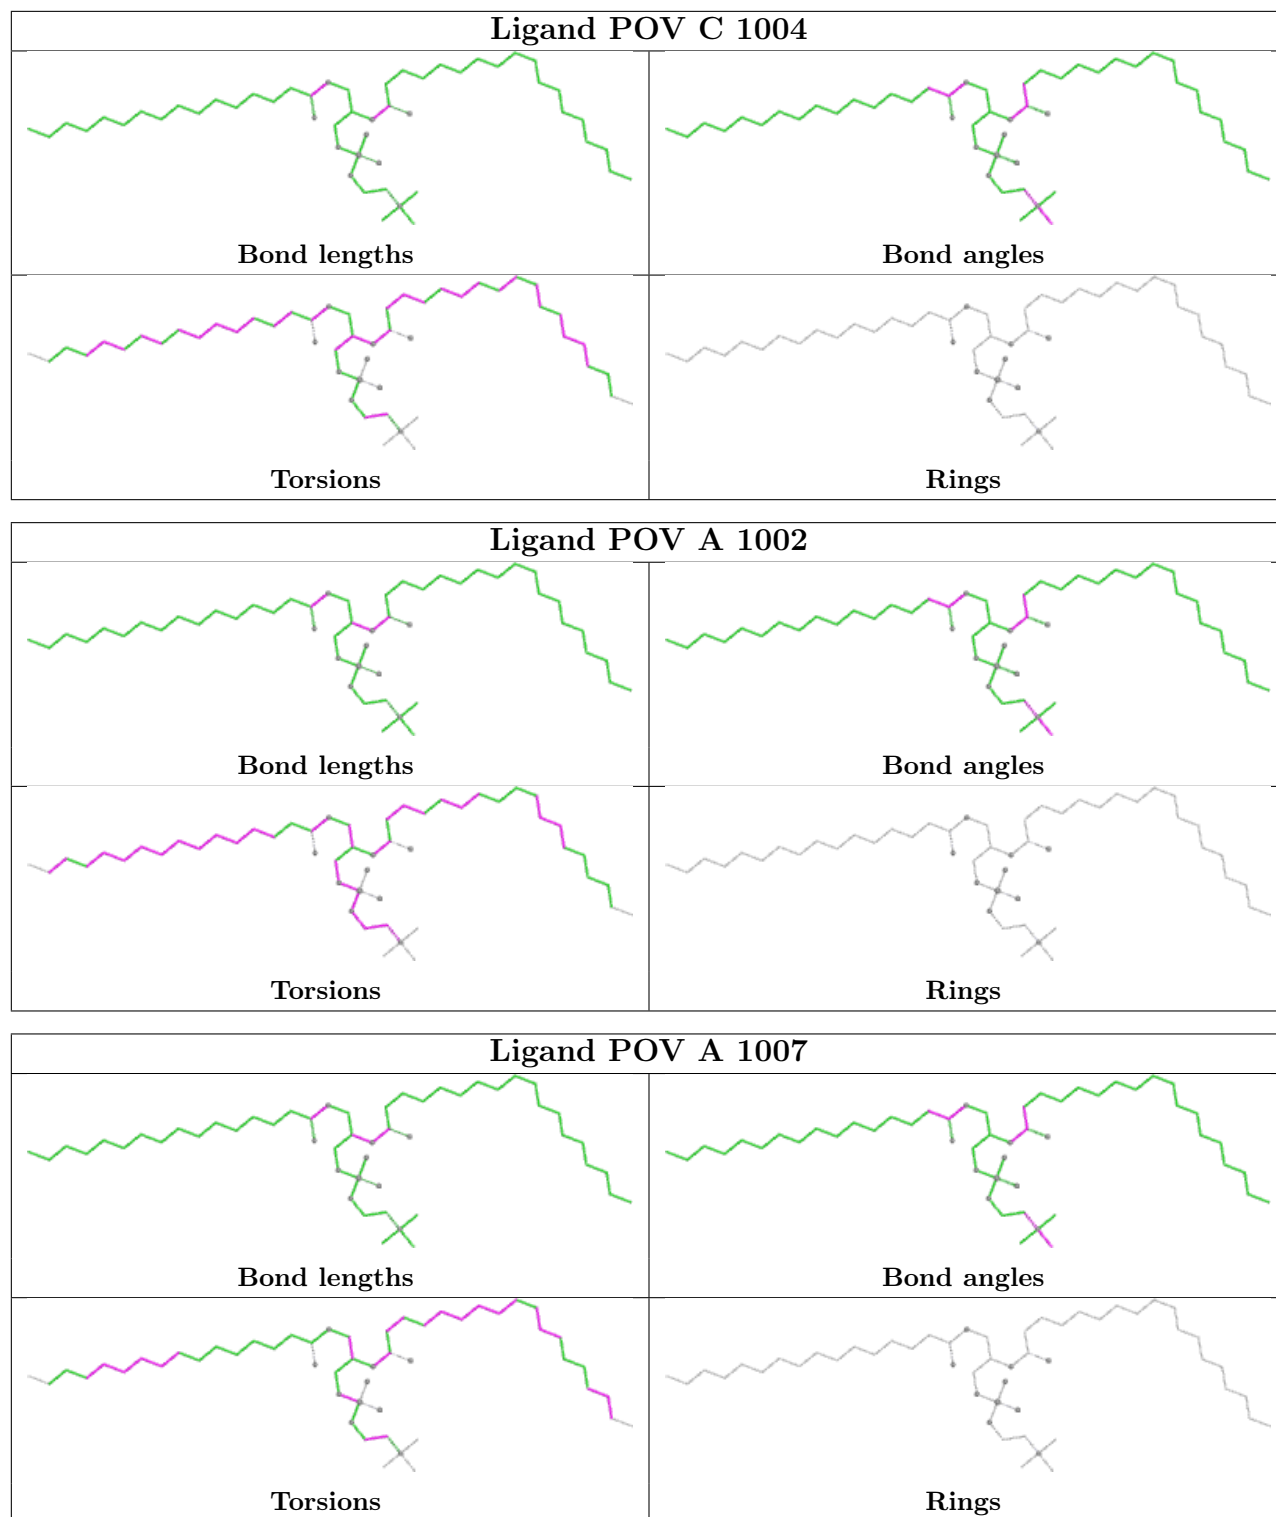 Ligand POV C 1004
Bond lengths
Bond angles
Torsions
Rings
Ligand POV A 1002
Bond lengths
Bond angles
Torsions
Rings
Ligand POV A 1007
Bond lengths
Bond angles
Torsions
Rings